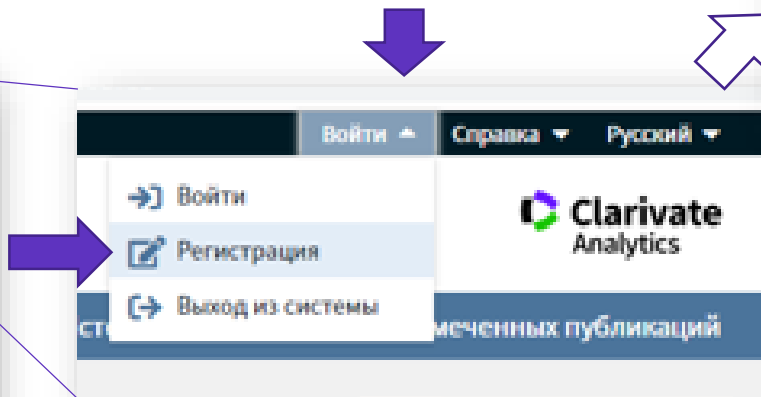 Войти Справка Русский
Войти
Clarivate
Analytics
Регистрация
Выход из системы
меченных публикаций